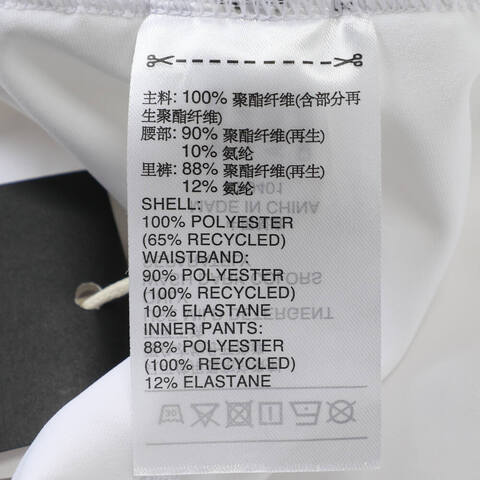 主料: 100% 聚酯纤维(含部分再
生聚酯纤维)
腰部: 90% 聚酯纤维(再生)
10% 氨纶
里裤: 88% 聚酯纤维(再生)
12% 氨纶
SHELL:
100% POLYESTER
(65% RECYCLED)
WAISTBAND:
90% POLYESTER
(100% RECYCLED)
10% ELASTANE
INNER PANTS:
88% POLYESTER
(100% RECYCLED)
12% ELASTANE
MADE IN CHINA